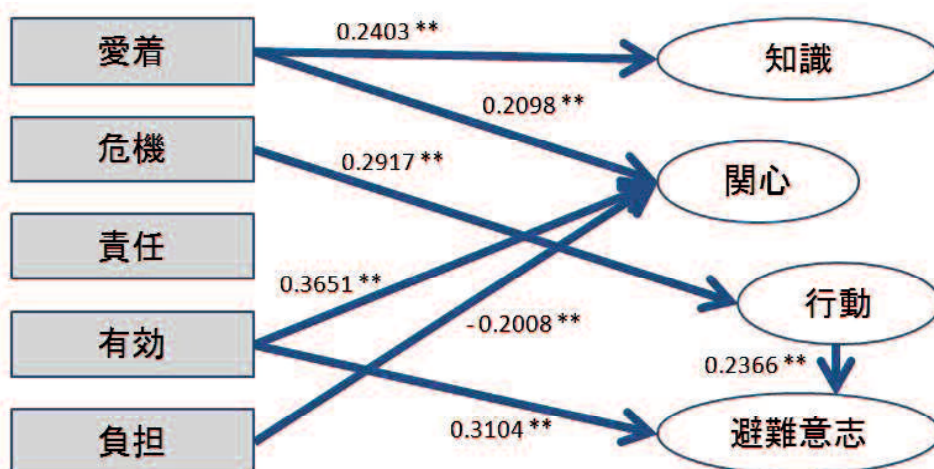 愛着
0.2403 **
知識
0.2098 **
危機
0.2917 **
関心
責任
0.3651 **
行動
有効
-0.2008 **
0.2366 **
負担
0.3104 **
避難意志